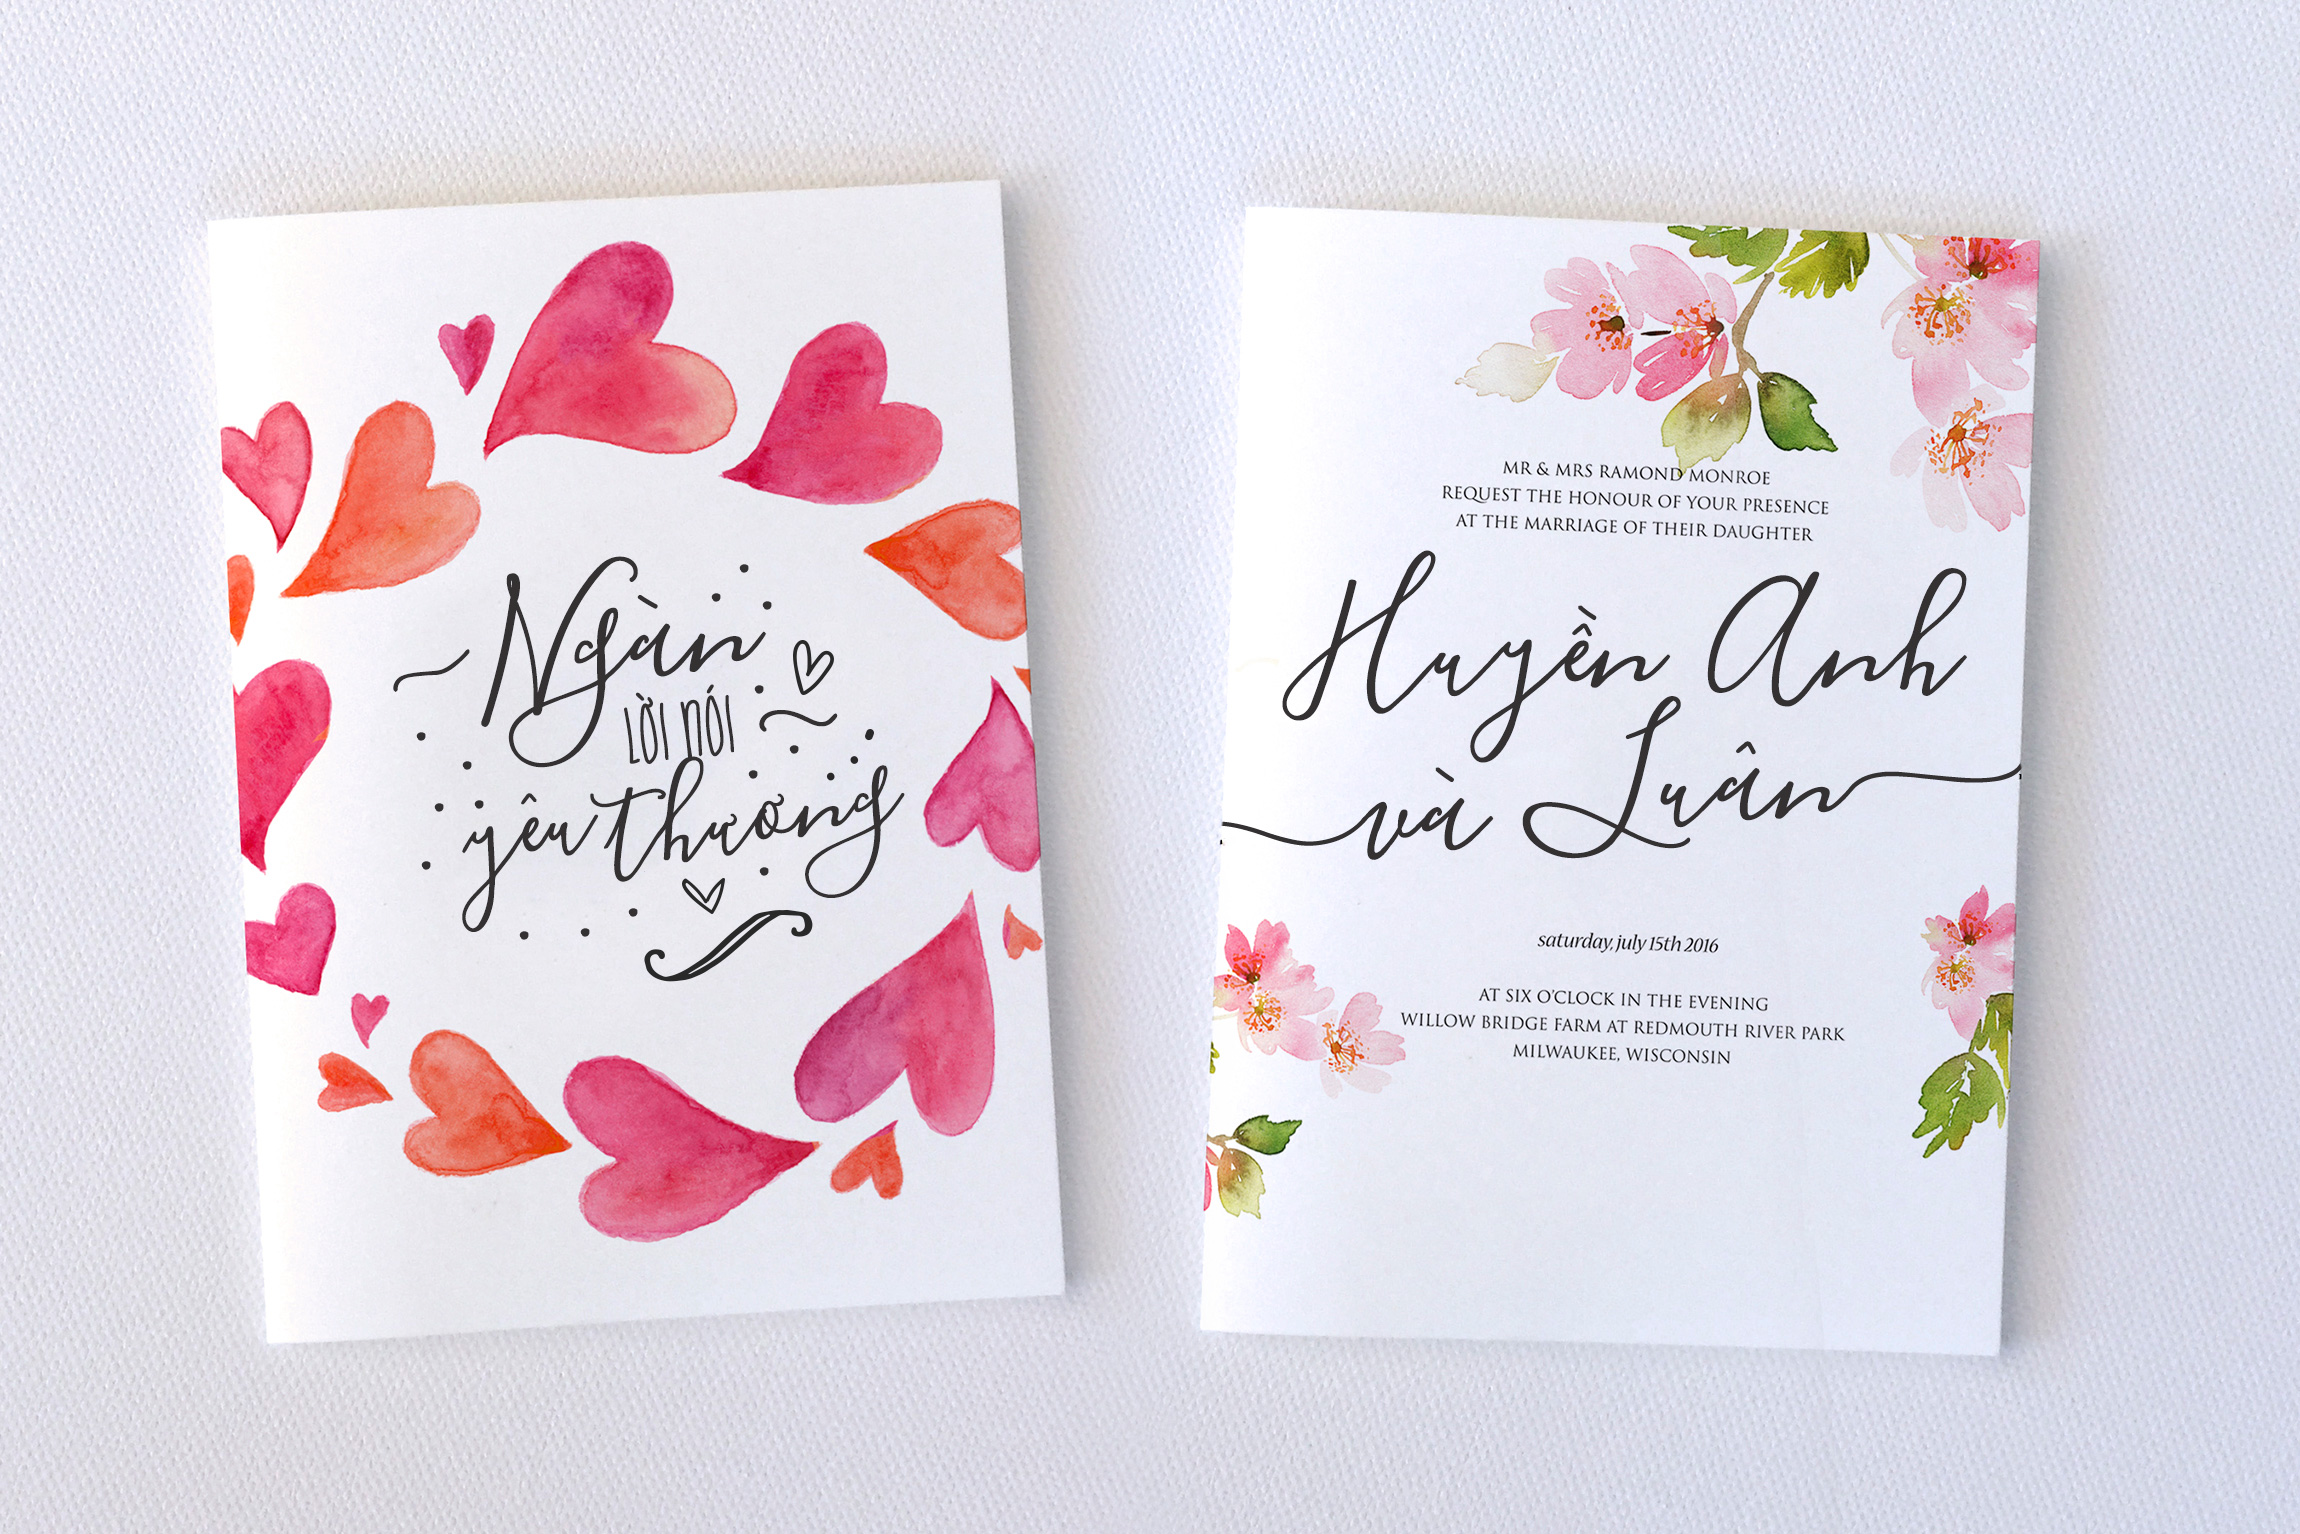 Ngàn
lời nói
yêu thương
MR & MRS RAMOND MONROE
REQUEST THE HONOUR OF YOUR PRESENCE
AT THE MARRIAGE OF THEIR DAUGHTER
Huyền Anh
và Luân
saturday, july 15th 2016
AT SIX O'CLOCK IN THE EVENING
WILLOW BRIDGE FARM AT REDMOUTH RIVER PARK
MILWAUKEE, WISCONSIN